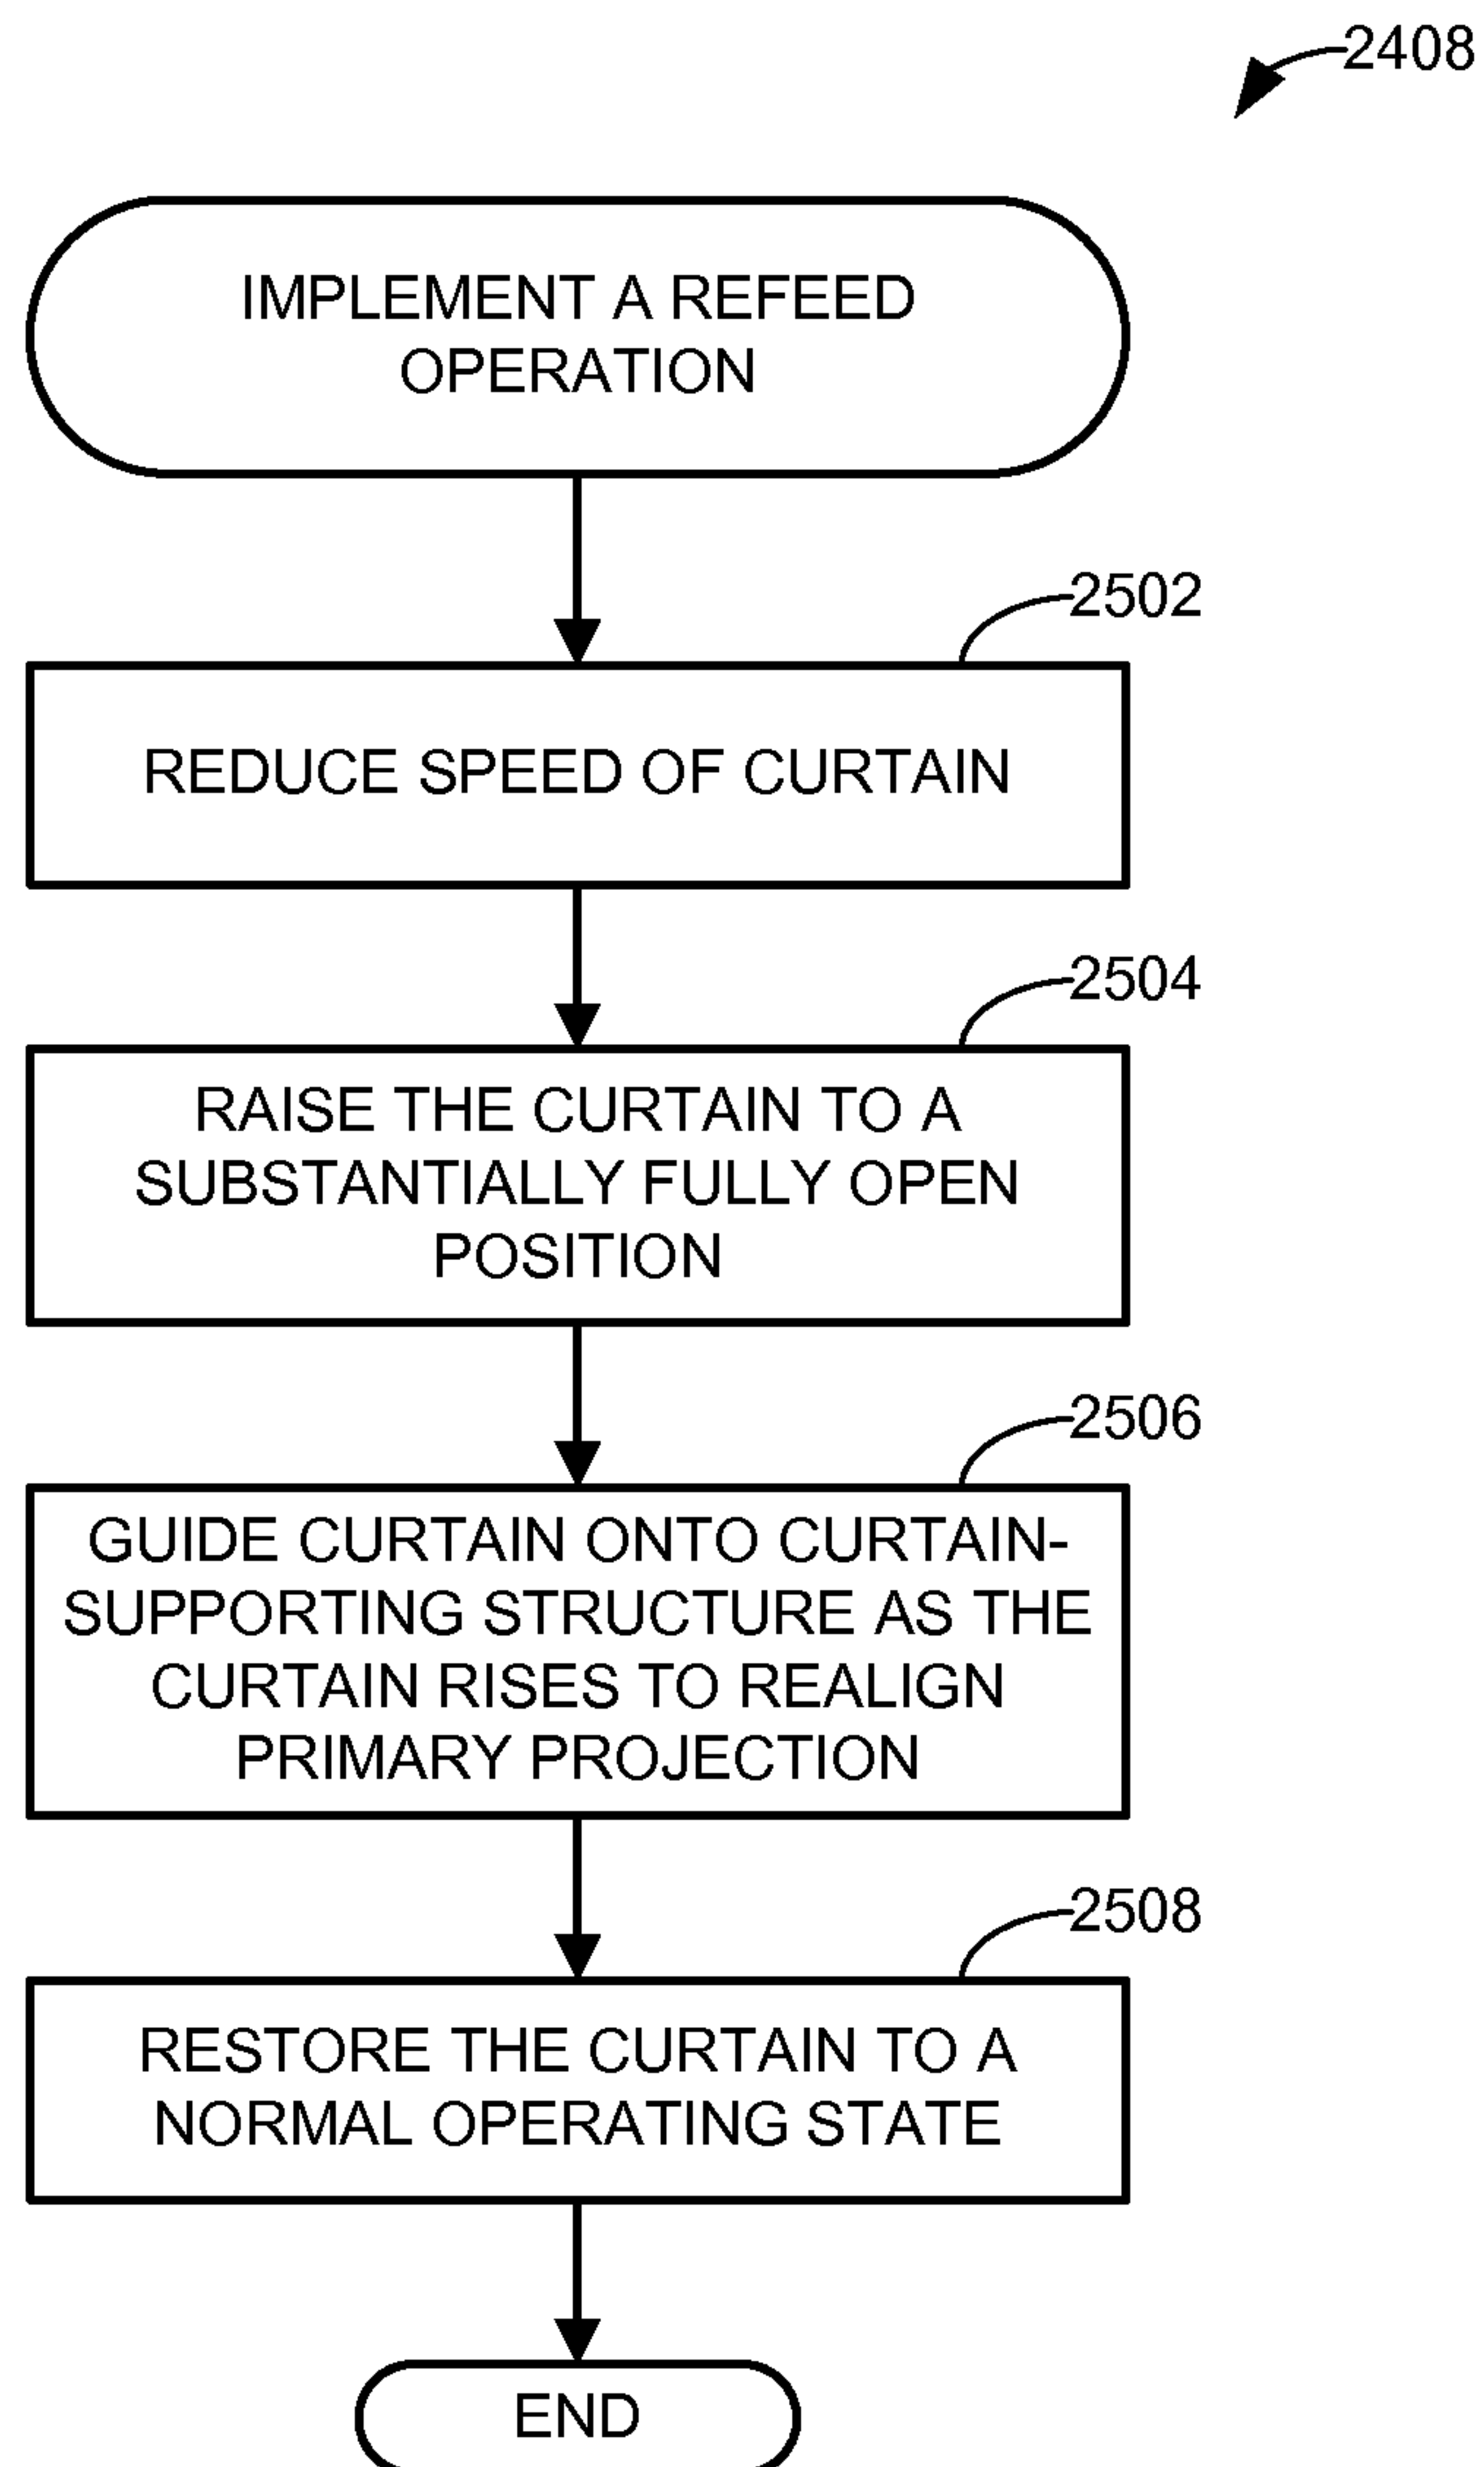 2408
IMPLEMENT A REFEED
OPERATION
2502
REDUCE SPEED OF CURTAIN
2504
RAISE THE CURTAIN TO A
SUBSTANTIALLY FULLY OPEN
POSITION
2506
GUIDE CURTAIN ONTO CURTAIN-
SUPPORTING STRUCTURE AS THE
CURTAIN RISES TO REALIGN
PRIMARY PROJECTION
2508
RESTORE THE CURTAIN TO A
NORMAL OPERATING STATE
END